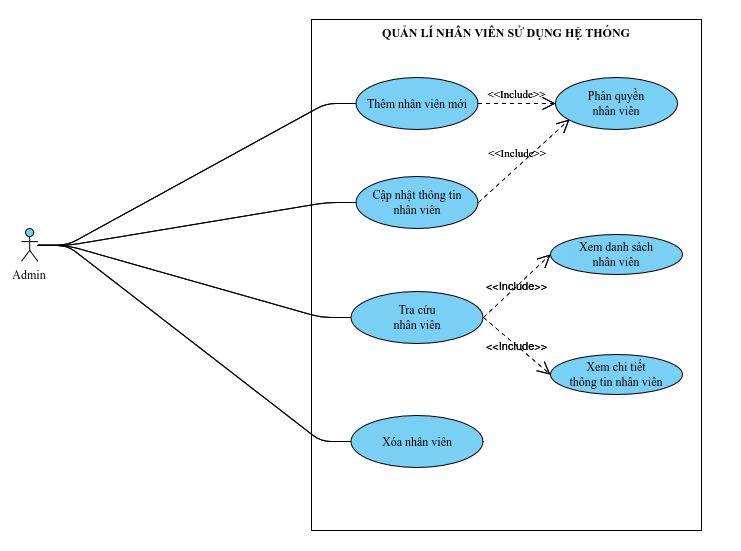 QUẢN LÍ NHÂN VIÊN SỬ DỤNG HỆ THỐNG
Thêm nhân viên mới
<<Include>>
Phân quyền
nhân viên
<<Include>>
Cập nhật thông tin
nhân viên
Admin
Xem danh sách
nhân viên
<<Include>>
Tra cứu
nhân viên
<<Include>>
Xem chi tiết
thông tin nhân viên
Xóa nhân viên